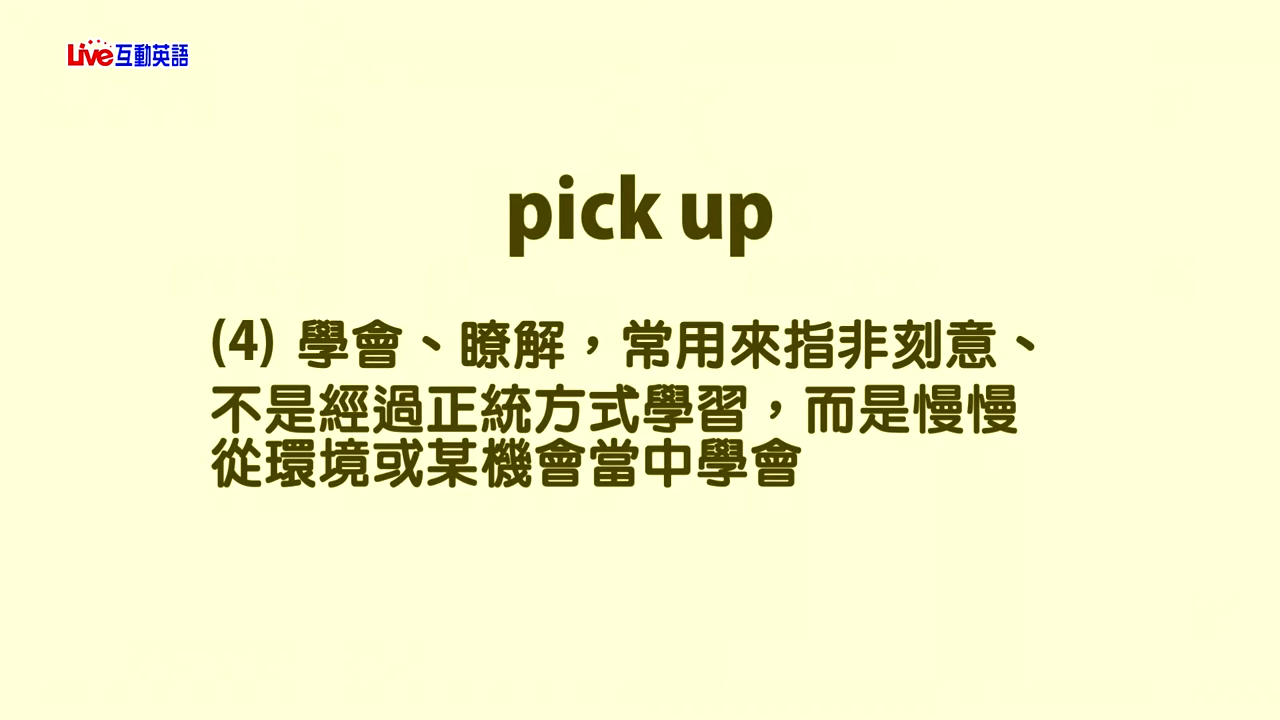 Live互動英語
pick up
(4) 學會、瞭解，常用來指非刻意、
不是經過正統方式學習，而是慢慢
從環境或某機會當中學會